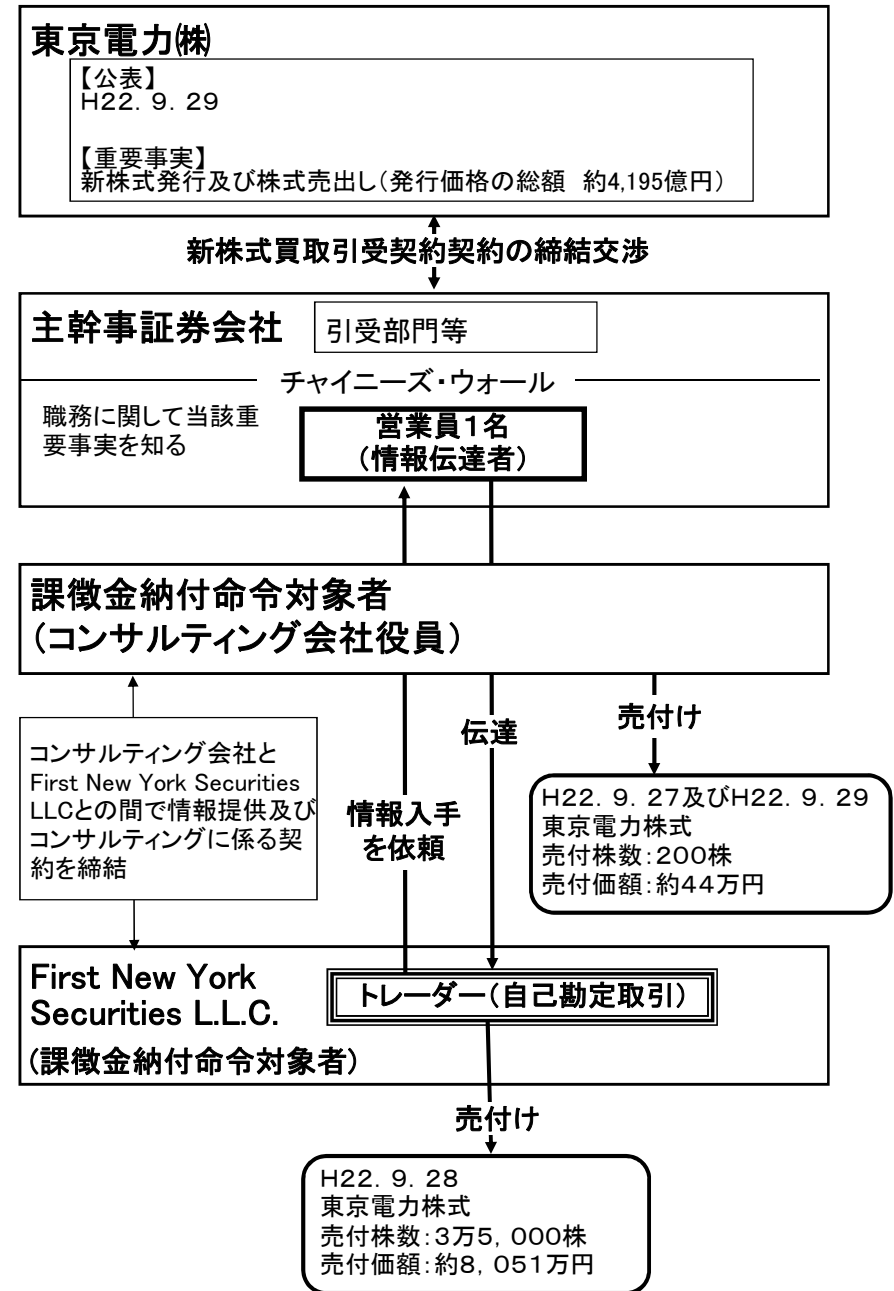 東京電力㈱
【公表】
H22．9．29
【重要事実】
新株式発行及び株式売出し（発行価格の総額　約4,195億円）
新株式買取引受契約契約の締結交渉
主幹事証券会社
引受部門等
チャイニーズ・ウォール
職務に関して当該重
要事実を知る
営業員１名
（情報伝達者）
課徴金納付命令対象者
（コンサルティング会社役員）
コンサルティング会社と
First New York Securities
LLCとの間で情報提供及び
コンサルティングに係る契
約を締結
情報入手
を依頼
伝達
売付け
H22．9．27及びH22．9．29
東京電力株式
売付株数：200株
売付価額：約44万円
First New York
Securities L.L.C.
(課徴金納付命令対象者)
トレーダー（自己勘定取引）
売付け
H22．9．28
東京電力株式
売付株数：3万5，000株
売付価額：約8，051万円